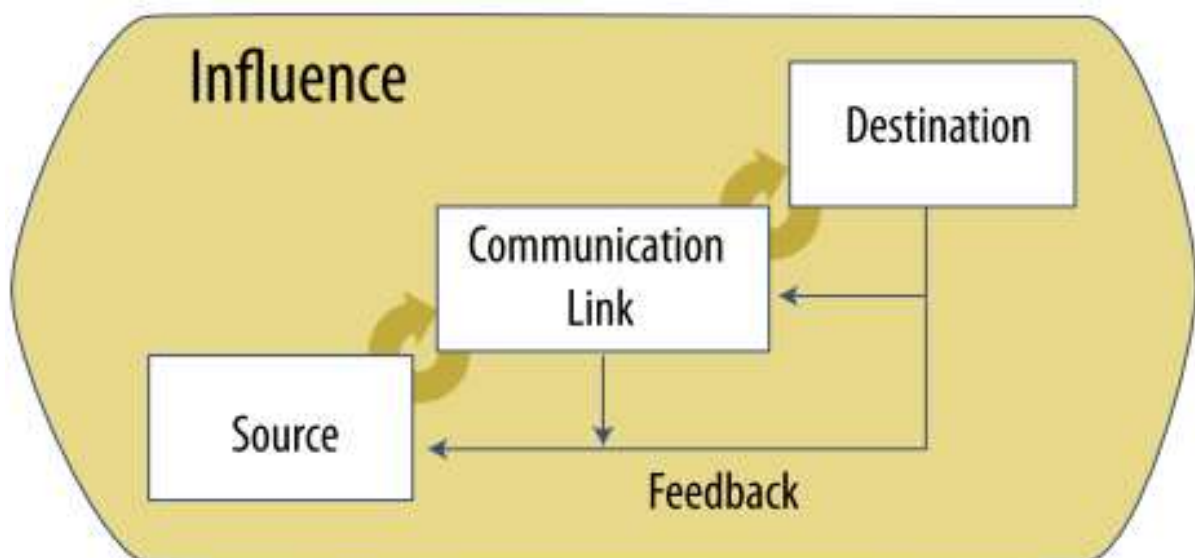 Influence
Destination
Communication
Link
Source
Feedback